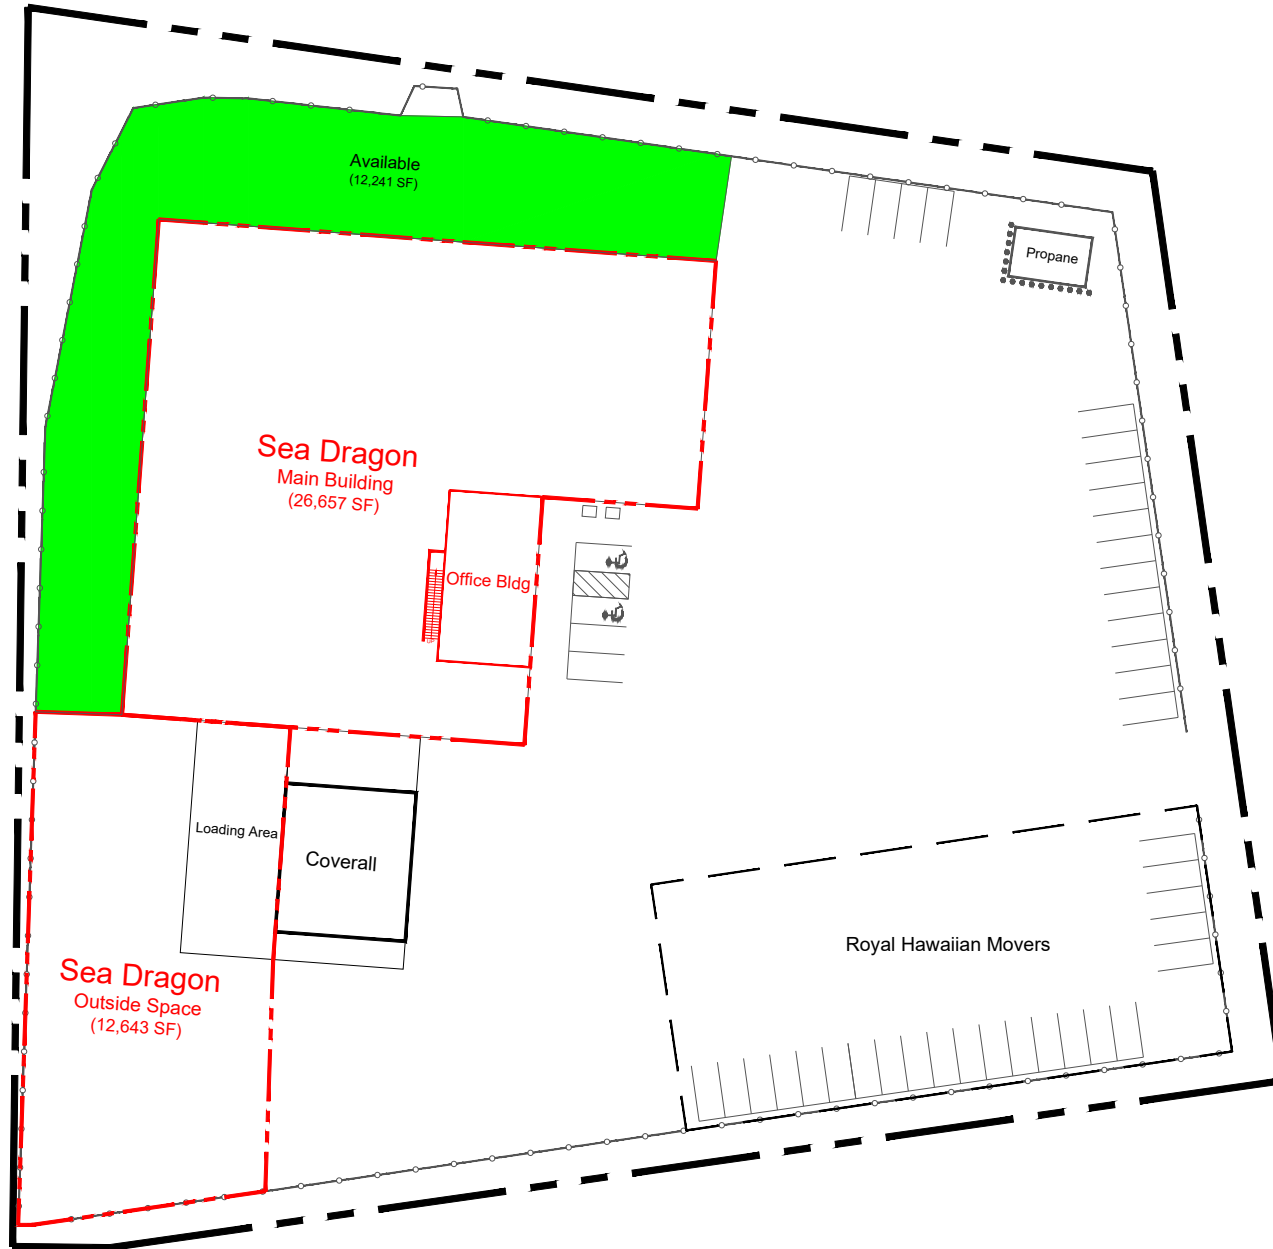 Available
(12,241 SF)
Propane
Sea Dragon
Main Building
(26,657 SF)
Office Bldg
Loading Area
Coverall
Royal Hawaiian Movers
Sea Dragon
Outside Space
(12,643 SF)